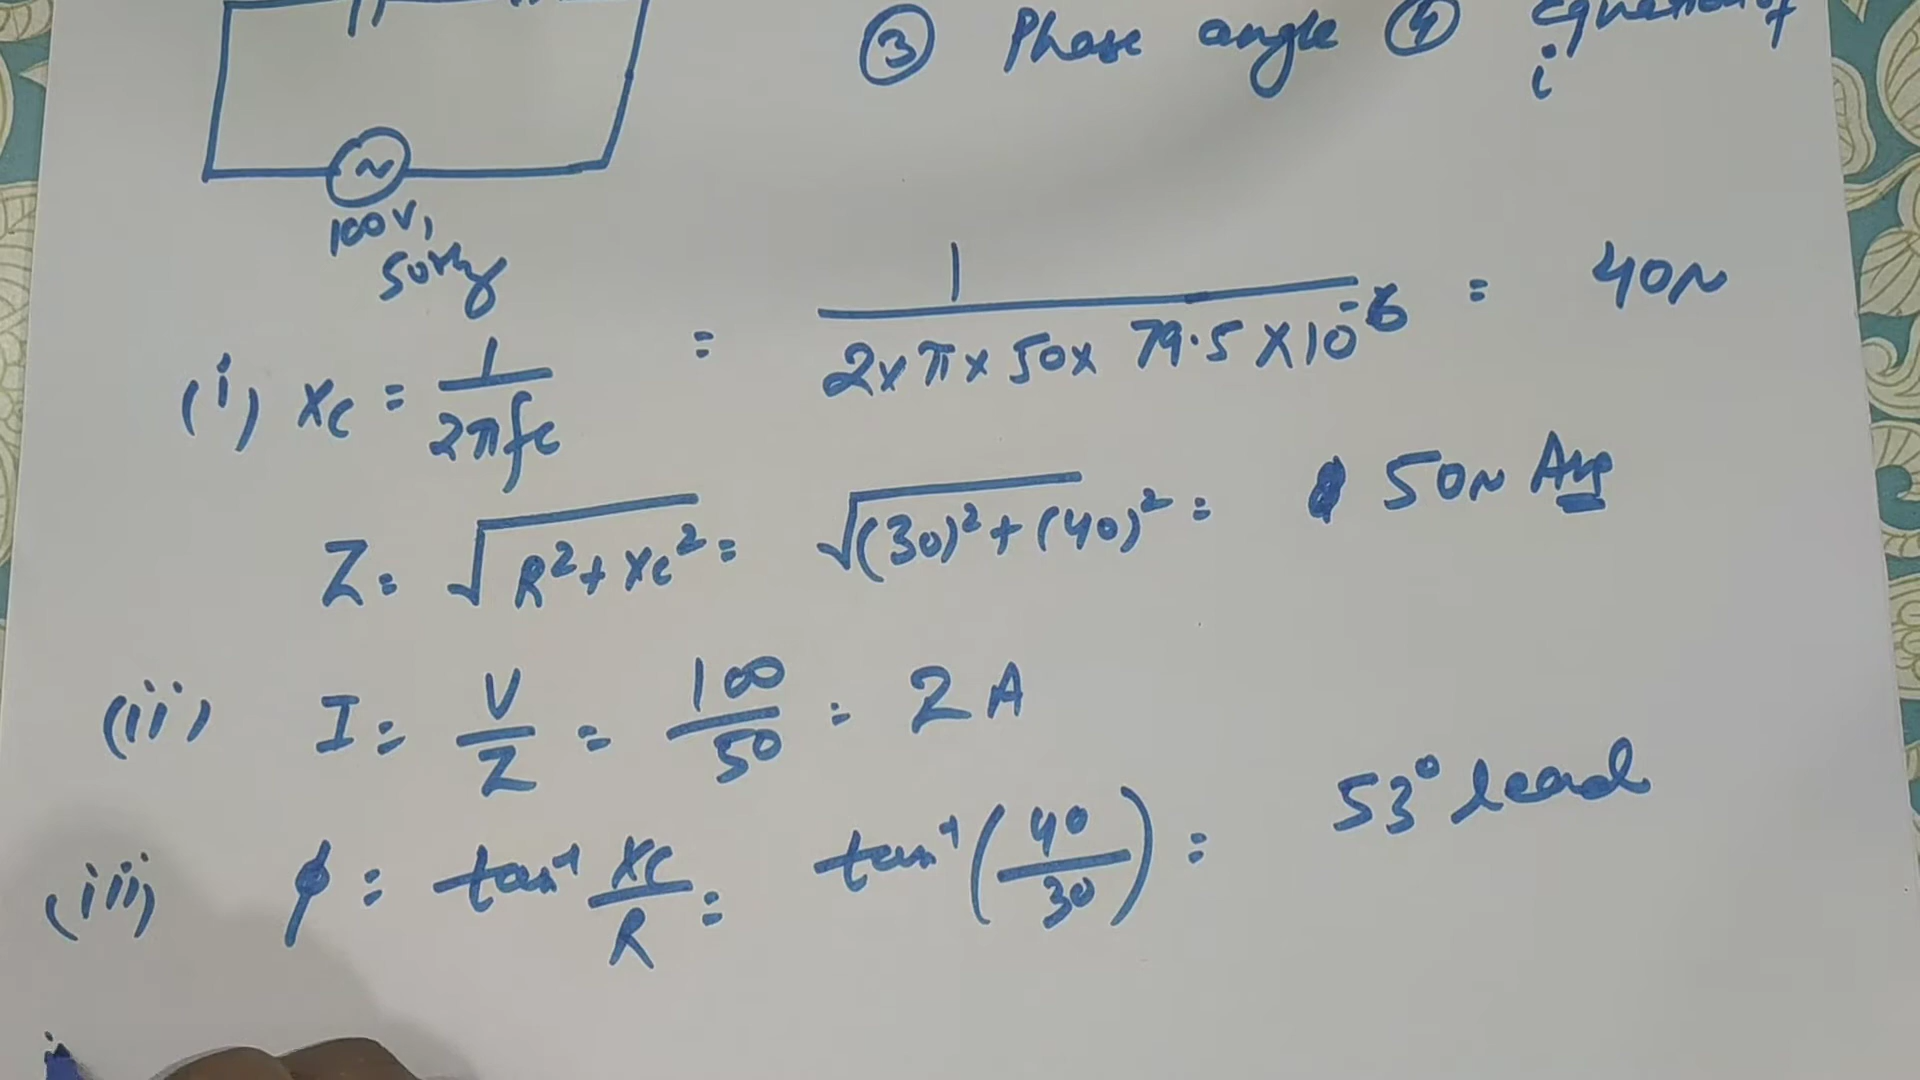 ③ Phase angle ④ Equation of
i
~
100V,
50Hz
(i) Xc = 1/2πfc = 1/2×π×50×79.5×10⁻⁶ = 40Ω
Z = √R²+Xc² = √(30)²+(40)² = 50Ω Ans
(ii) I = V/Z = 100/50 = 2A
(iii) φ = tan⁻¹ Xc/R = tan⁻¹(40/30) = 53° lead